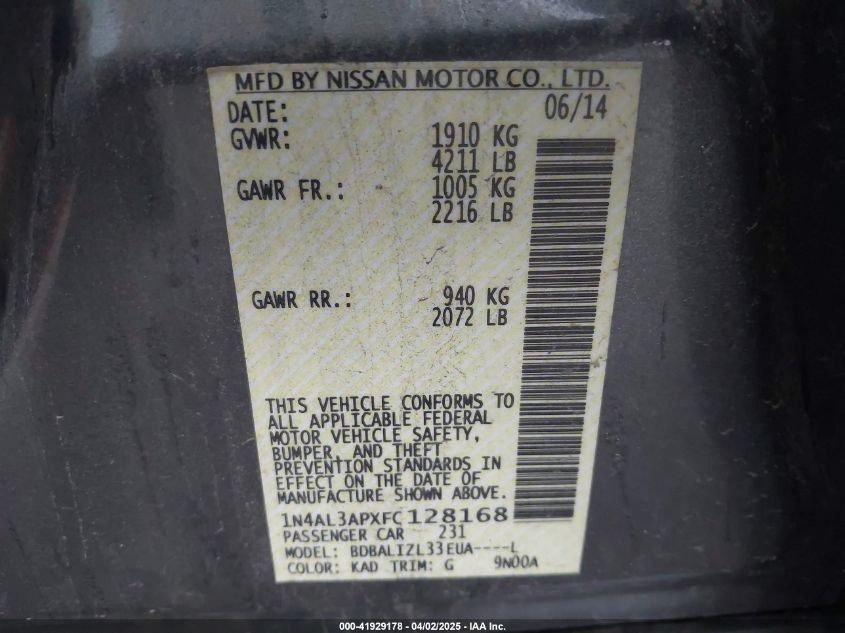 MFD BY NISSAN MOTOR CO., LTD.
DATE: 06/14
GVWR: 1910 KG
4211 LB
GAWR FR.: 1005 KG
2216 LB
GAWR RR.: 940 KG
2072 LB
THIS VEHICLE CONFORMS TO
ALL APPLICABLE FEDERAL
MOTOR VEHICLE SAFETY,
BUMPER, AND THEFT
PREVENTION STANDARDS IN
EFFECT ON THE DATE OF
MANUFACTURE SHOWN ABOVE.
1N4AL3APXFC128168
PASSENGER CAR 231
MODEL: BDBALIZL33EUA----L
COLOR: KAD TRIM: G 9N00A
000-41929178 - 04/02/2025 - IAA Inc.